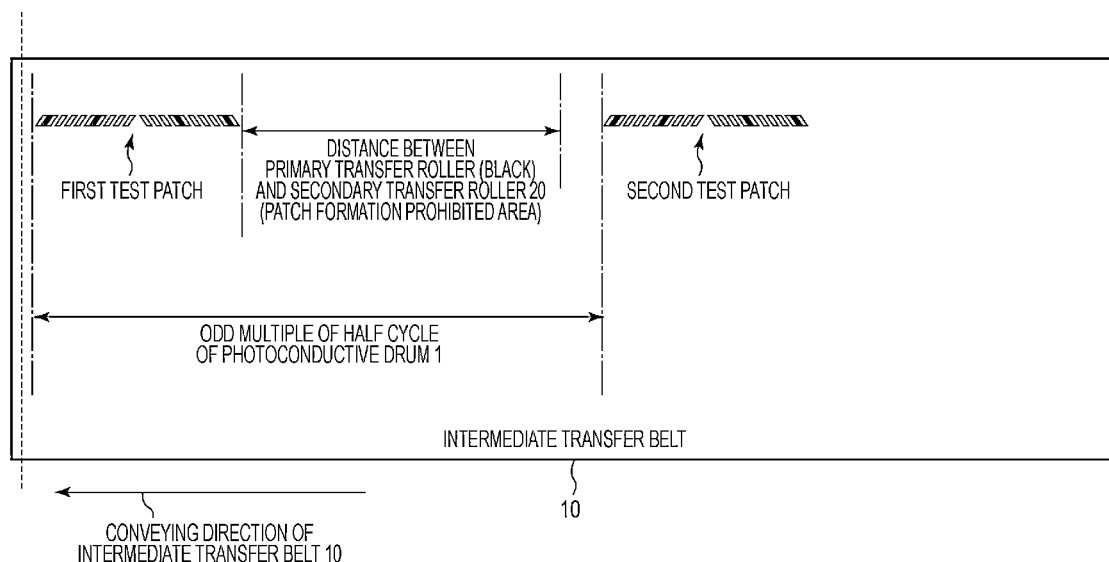 FIRST TEST PATCH
DISTANCE BETWEEN
PRIMARY TRANSFER ROLLER (BLACK)
AND SECONDARY TRANSFER ROLLER 20
(PATCH FORMATION PROHIBITED AREA)
SECOND TEST PATCH
ODD MULTIPLE OF HALF CYCLE
OF PHOTOCONDUCTIVE DRUM 1
INTERMEDIATE TRANSFER BELT
10
CONVEYING DIRECTION OF
INTERMEDIATE TRANSFER BELT 10